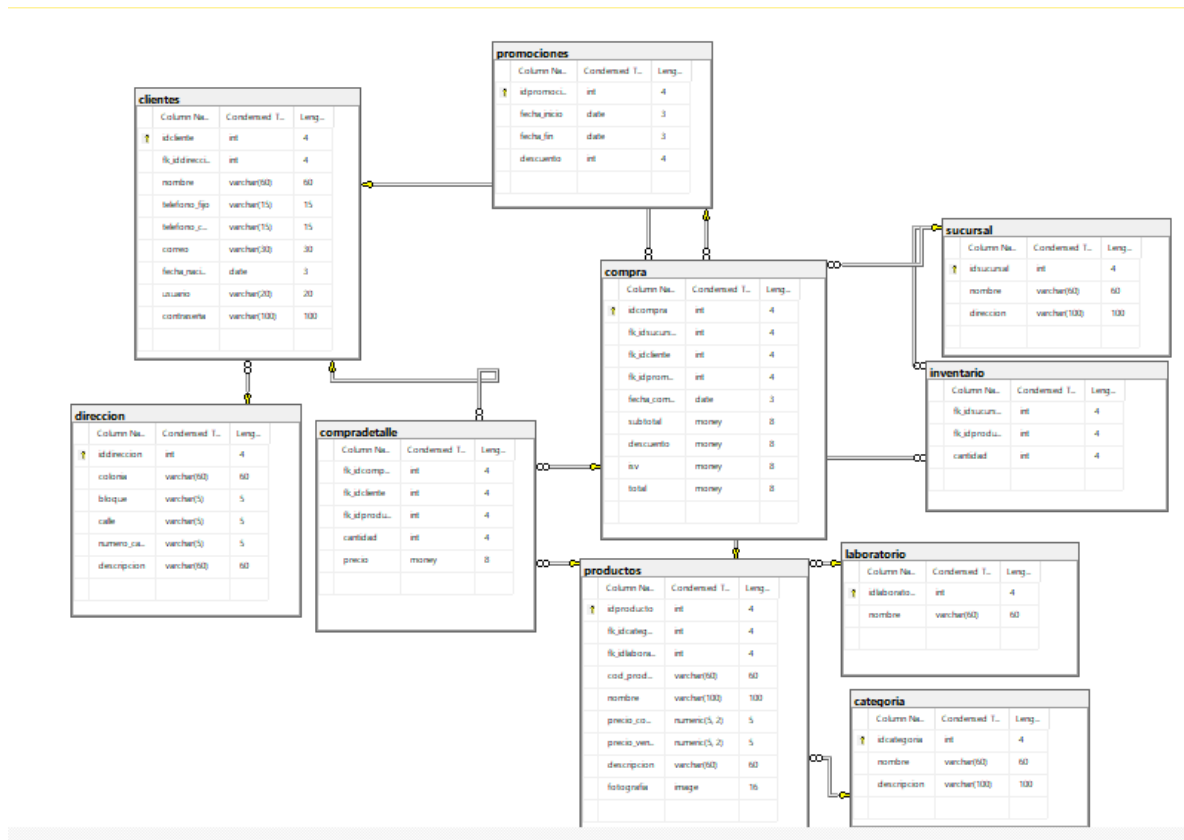 promociones
Column Na... Condensed T... Leng...
idpromoci... int 4
fecha_inicio date 3
fecha_fin date 3
descuento int 4
clientes
Column Na... Condensed T... Leng...
idcliente int 4
fk_iddirecci... int 4
nombre varchar(60) 60
telefono_fijo varchar(15) 15
telefono_c... varchar(15) 15
correo varchar(30) 30
fecha_naci... date 3
usuario varchar(20) 20
contraseña varchar(100) 100
sucursal
Column Na... Condensed T... Leng...
idsucursal int 4
nombre varchar(60) 60
direccion varchar(100) 100
compra
Column Na... Condensed T... Leng...
idcompra int 4
fk_idsucurs... int 4
fk_idcliente int 4
fk_idprom... int 4
fecha_com... date 3
subtotal money 8
descuento money 8
isv money 8
total money 8
inventario
Column Na... Condensed T... Leng...
fk_idsucurs... int 4
fk_idprodu... int 4
cantidad int 4
direccion
Column Na... Condensed T... Leng...
iddireccion int 4
colonia varchar(60) 60
bloque varchar(5) 5
calle varchar(5) 5
numero_ca... varchar(5) 5
descripcion varchar(60) 60
compradetalle
Column Na... Condensed T... Leng...
fk_idcomp... int 4
fk_idcliente int 4
fk_idprodu... int 4
cantidad int 4
precio money 8
productos
Column Na... Condensed T... Leng...
idproducto int 4
fk_idcateg... int 4
fk_idlabora... int 4
cod_prod... varchar(60) 60
nombre varchar(100) 100
precio_co... numeric(5, 2) 5
precio_ven... numeric(5, 2) 5
descripcion varchar(60) 60
fotografia image 16
laboratorio
Column Na... Condensed T... Leng...
idlaborato... int 4
nombre varchar(60) 60
categoria
Column Na... Condensed T... Leng...
idcategoria int 4
nombre varchar(60) 60
descripcion varchar(100) 100